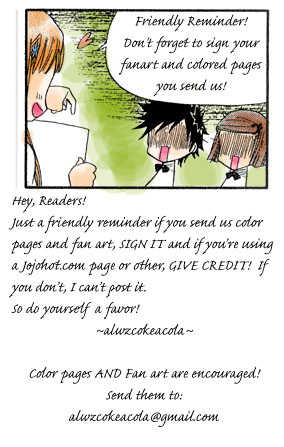 Friendly Reminder!
Don't forget to sign your
fanart and colored pages
you send us!
Hey, Readers!
Just a friendly reminder if you send us color
pages and fan art, SIGN IT and if you're using
a Jojohot.com page or other, GIVE CREDIT! If
you don't, I can't post it.
So do yourself a favor!
~alwzcokeacola~
Color pages AND Fan art are encouraged!
Send them to:
alwzcokeacola@gmail.com